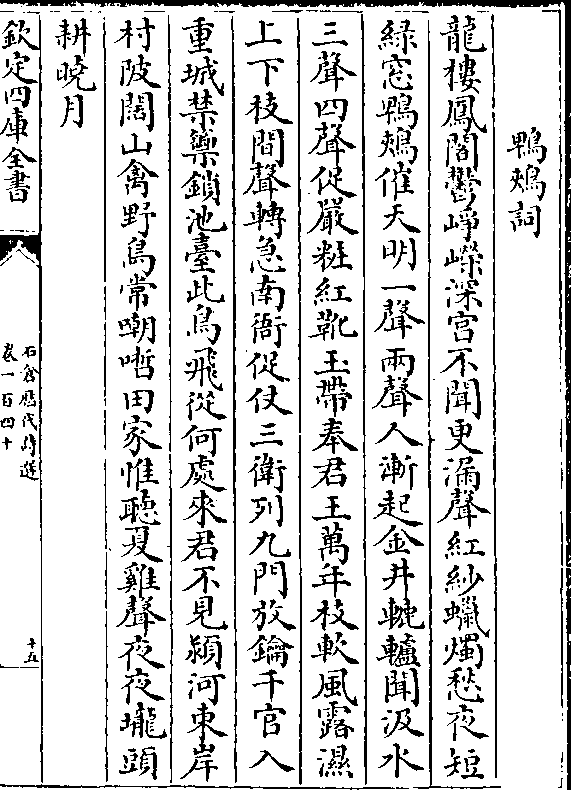 鴨鵊詞
龍樓鳳閣鬱崢嶸深宮不聞更漏聲紅紗蠟燭愁夜短
緑窓鴨鵊催天明一聲兩聲人漸起金井轆轤聞汲水
三聲四聲促嚴粧紅靴玉帶奉君王萬年枝軟風露濕
上下枝間聲轉急南衙促仗三衛列九門放鑰千官入
重城禁籞鎖池臺此鳥飛從何處來君不見潁河東岸
村陂闊山禽野鳥常嘲哳田家惟聽夏雞聲夜夜壠頭
耕曉月
欽定四庫全書
石倉歷代詩選
卷一百四十
十五